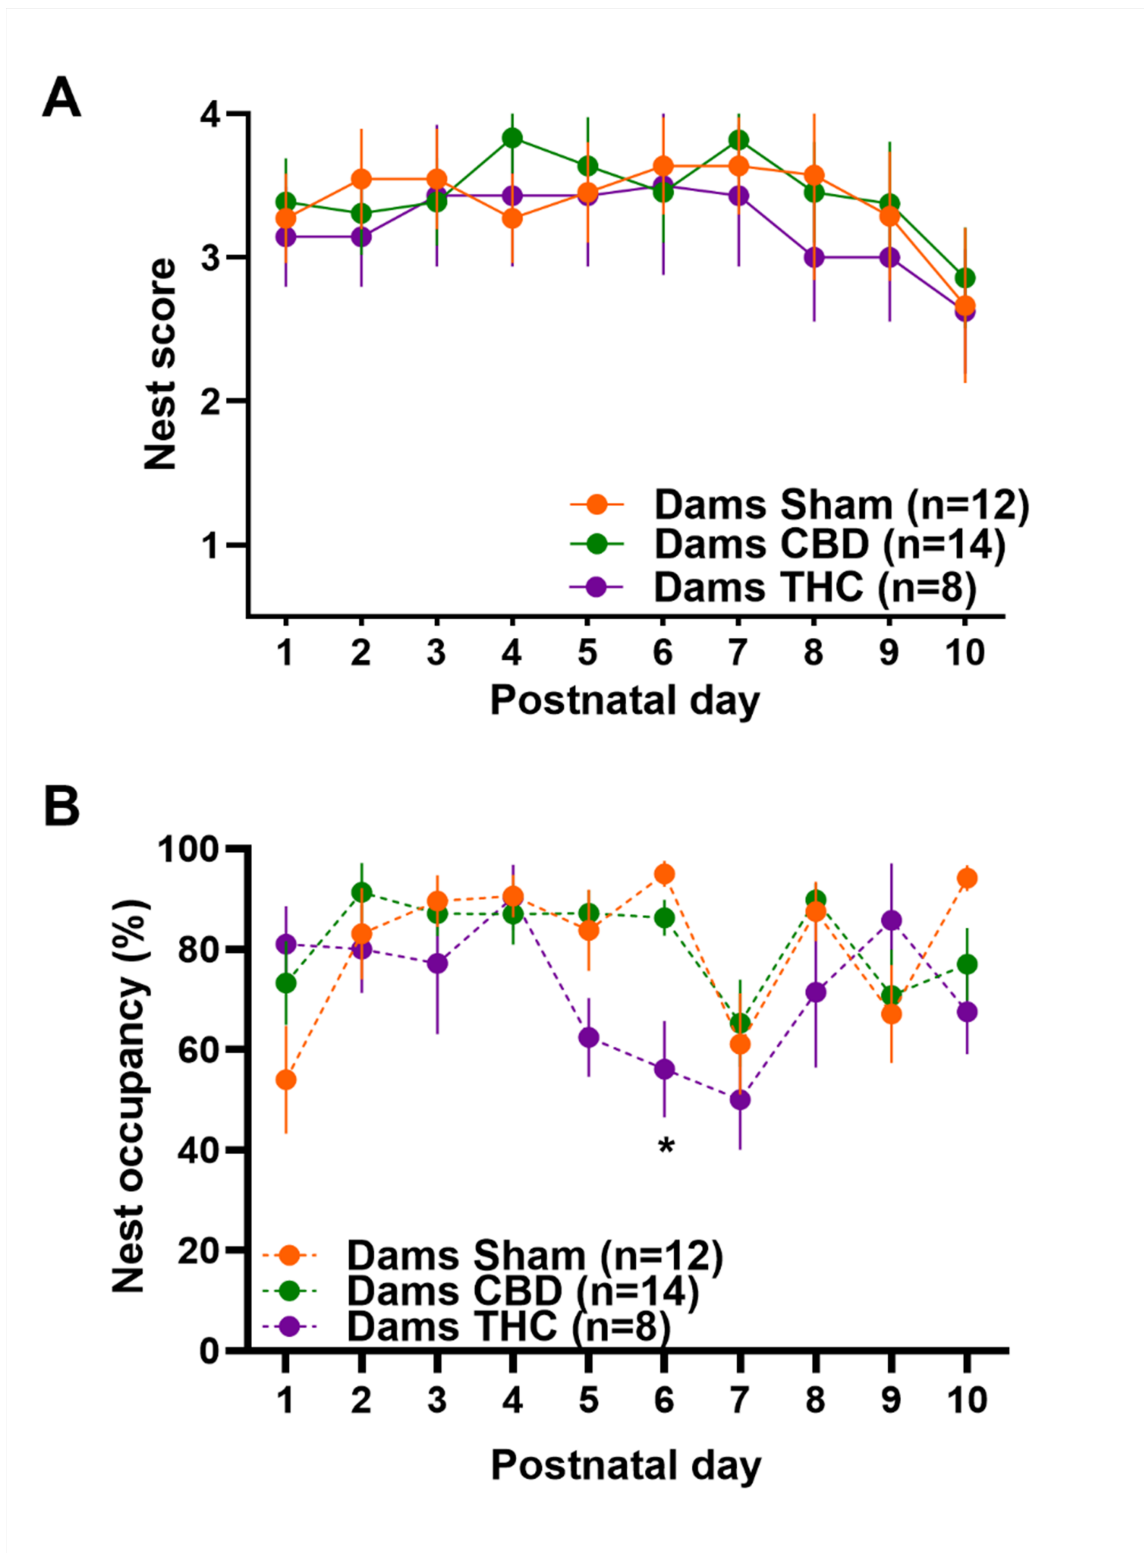 A
4
3
2
1
Nest score
Dams Sham (n=12)
Dams CBD (n=14)
Dams THC (n=8)
1 2 3 4 5 6 7 8 9 10
Postnatal day
B
100
80
60
40
20
0
Nest occupancy (%)
*
Dams Sham (n=12)
Dams CBD (n=14)
Dams THC (n=8)
1 2 3 4 5 6 7 8 9 10
Postnatal day